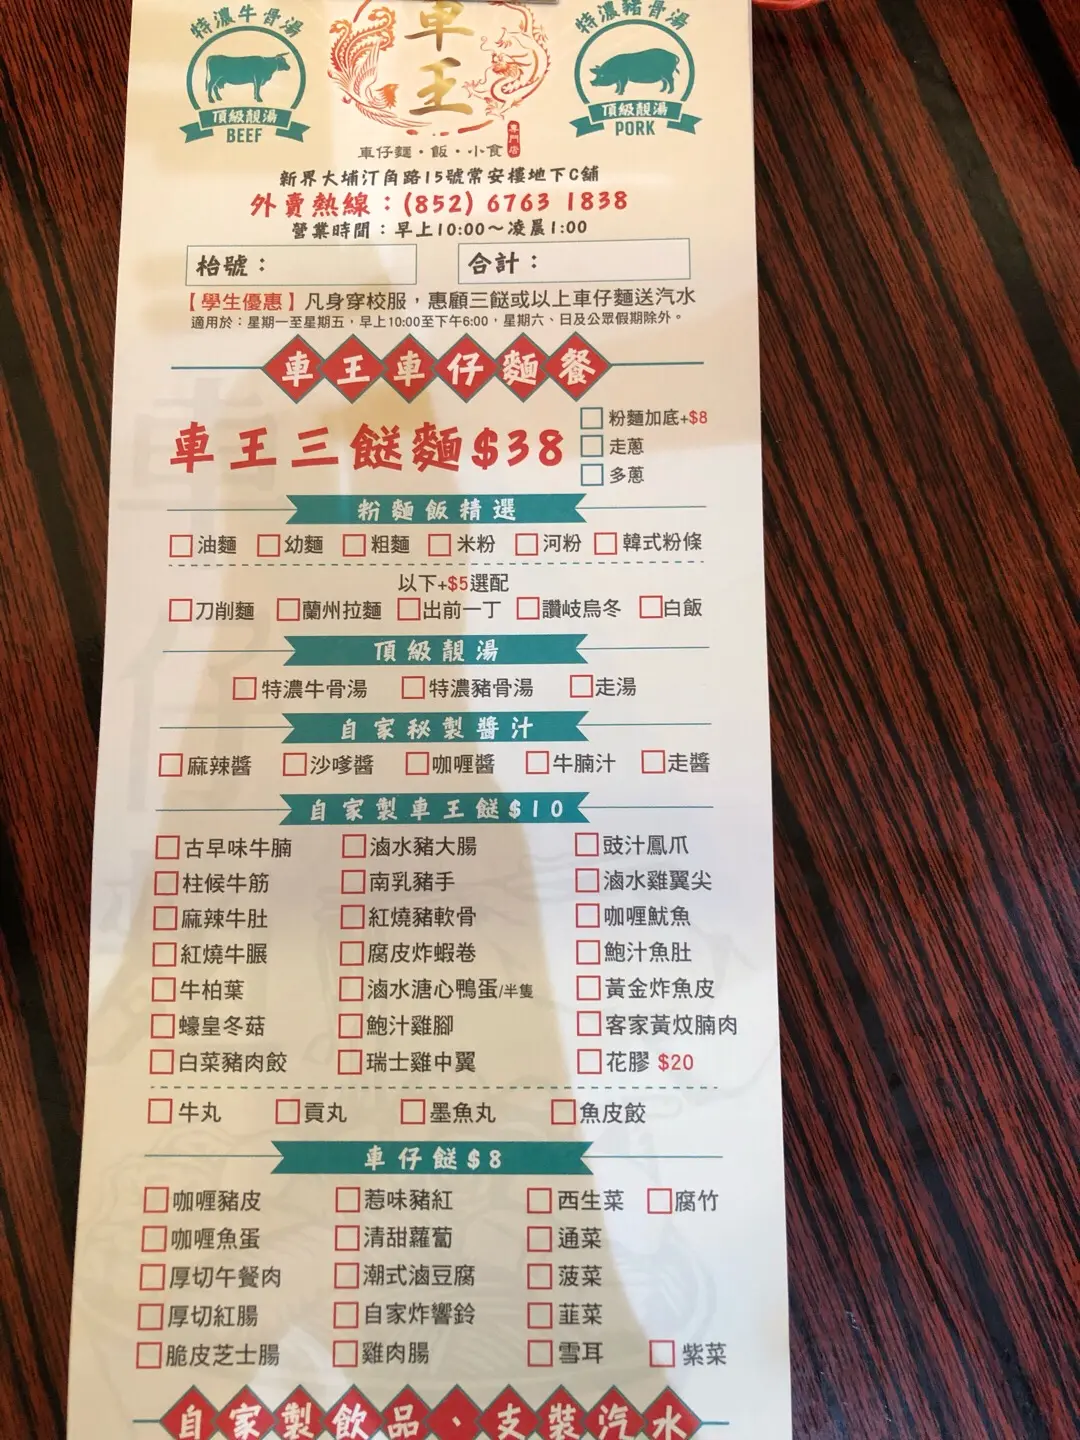 特濃牛骨湯
頂級靚湯
BEEF
車王
專門店
車仔麵·飯·小食
特濃豬骨湯
頂級靚湯
PORK
新界大埔汀角路15號常安樓地下C舖
外賣熱線：(852) 6763 1838
營業時間：早上10:00～凌晨1:00
枱號：
合計：
【學生優惠】凡身穿校服，惠顧三餸或以上車仔麵送汽水
適用於：星期一至星期五，早上10:00至下午6:00，星期六、日及公眾假期除外。
車王車仔麵餐
車王三餸麵$38
粉麵加底+$8
走蔥
多蔥
粉麵飯精選
油麵 幼麵 粗麵 米粉 河粉 韓式粉條
以下+$5選配
刀削麵 蘭州拉麵 出前一丁 讚岐烏冬 白飯
頂級靚湯
特濃牛骨湯 特濃豬骨湯 走湯
自家秘製醬汁
麻辣醬 沙嗲醬 咖喱醬 牛腩汁 走醬
自家製車王餸$10
古早味牛腩 滷水豬大腸 豉汁鳳爪
柱候牛筋 南乳豬手 滷水雞翼尖
麻辣牛肚 紅燒豬軟骨 咖喱魷魚
紅燒牛𦟌 腐皮炸蝦卷 鮑汁魚肚
牛柏葉 滷水溏心鴨蛋/半隻 黃金炸魚皮
蠔皇冬菇 鮑汁雞腳 客家黃炆腩肉
白菜豬肉餃 瑞士雞中翼 花膠 $20
牛丸 貢丸 墨魚丸 魚皮餃
車仔餸$8
咖喱豬皮 惹味豬紅 西生菜 腐竹
咖喱魚蛋 清甜蘿蔔 通菜
厚切午餐肉 潮式滷豆腐 菠菜
厚切紅腸 自家炸響鈴 韮菜
脆皮芝士腸 雞肉腸 雪耳 紫菜
自家製飲品、支裝汽水